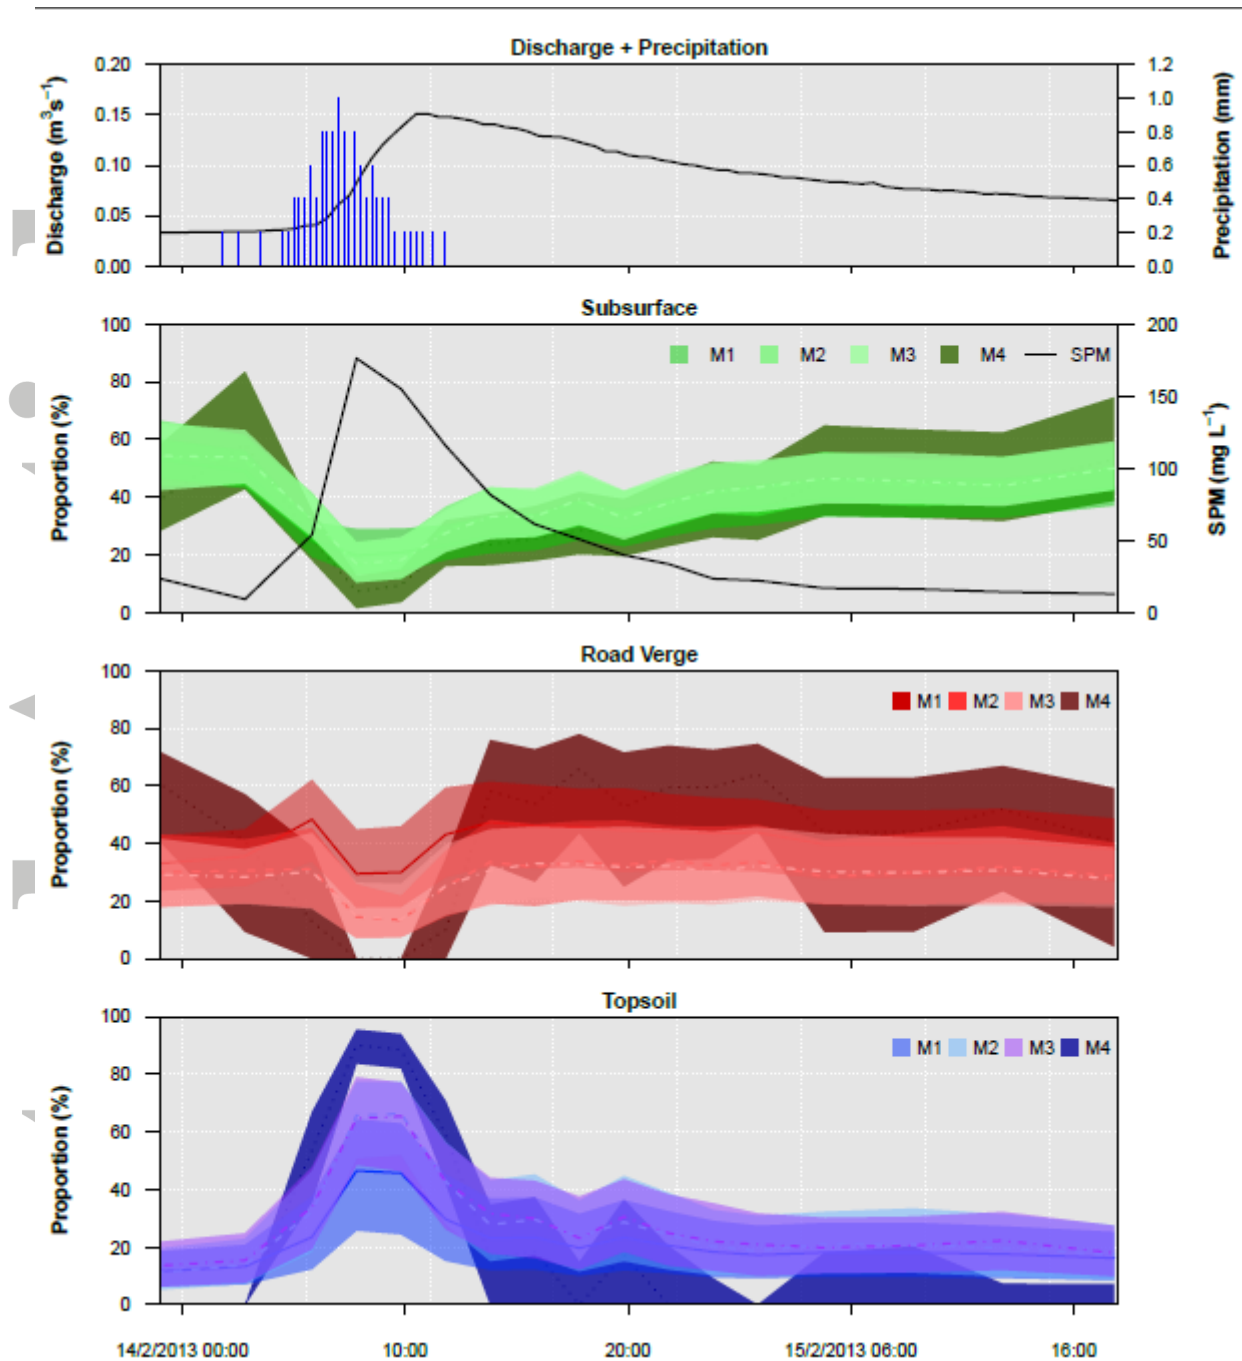 Discharge + Precipitation
Discharge (m³s⁻¹)
0.20
0.15
0.10
0.05
0.00
1.2
1.0
0.8
0.6
0.4
0.2
0.0
Precipitation (mm)
Subsurface
Proportion (%)
100
80
60
40
20
0
M1 M2 M3 M4 SPM
200
150
100
50
0
SPM (mg L⁻¹)
Road Verge
Proportion (%)
100
80
60
40
20
0
M1 M2 M3 M4
Topsoil
Proportion (%)
100
80
60
40
20
0
M1 M2 M3 M4
14/2/2013 00:00 10:00 20:00 15/2/2013 06:00 16:00